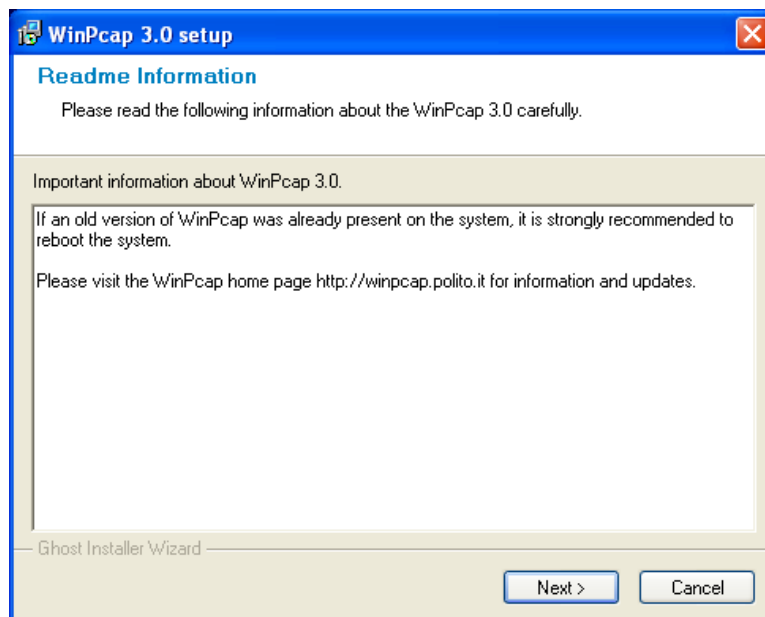 WinPcap 3.0 setup
Readme Information
Please read the following information about the WinPcap 3.0 carefully.
Important information about WinPcap 3.0.
If an old version of WinPcap was already present on the system, it is strongly recommended to
reboot the system.
Please visit the WinPcap home page http://winpcap.polito.it for information and updates.
Ghost Installer Wizard
Next >
Cancel